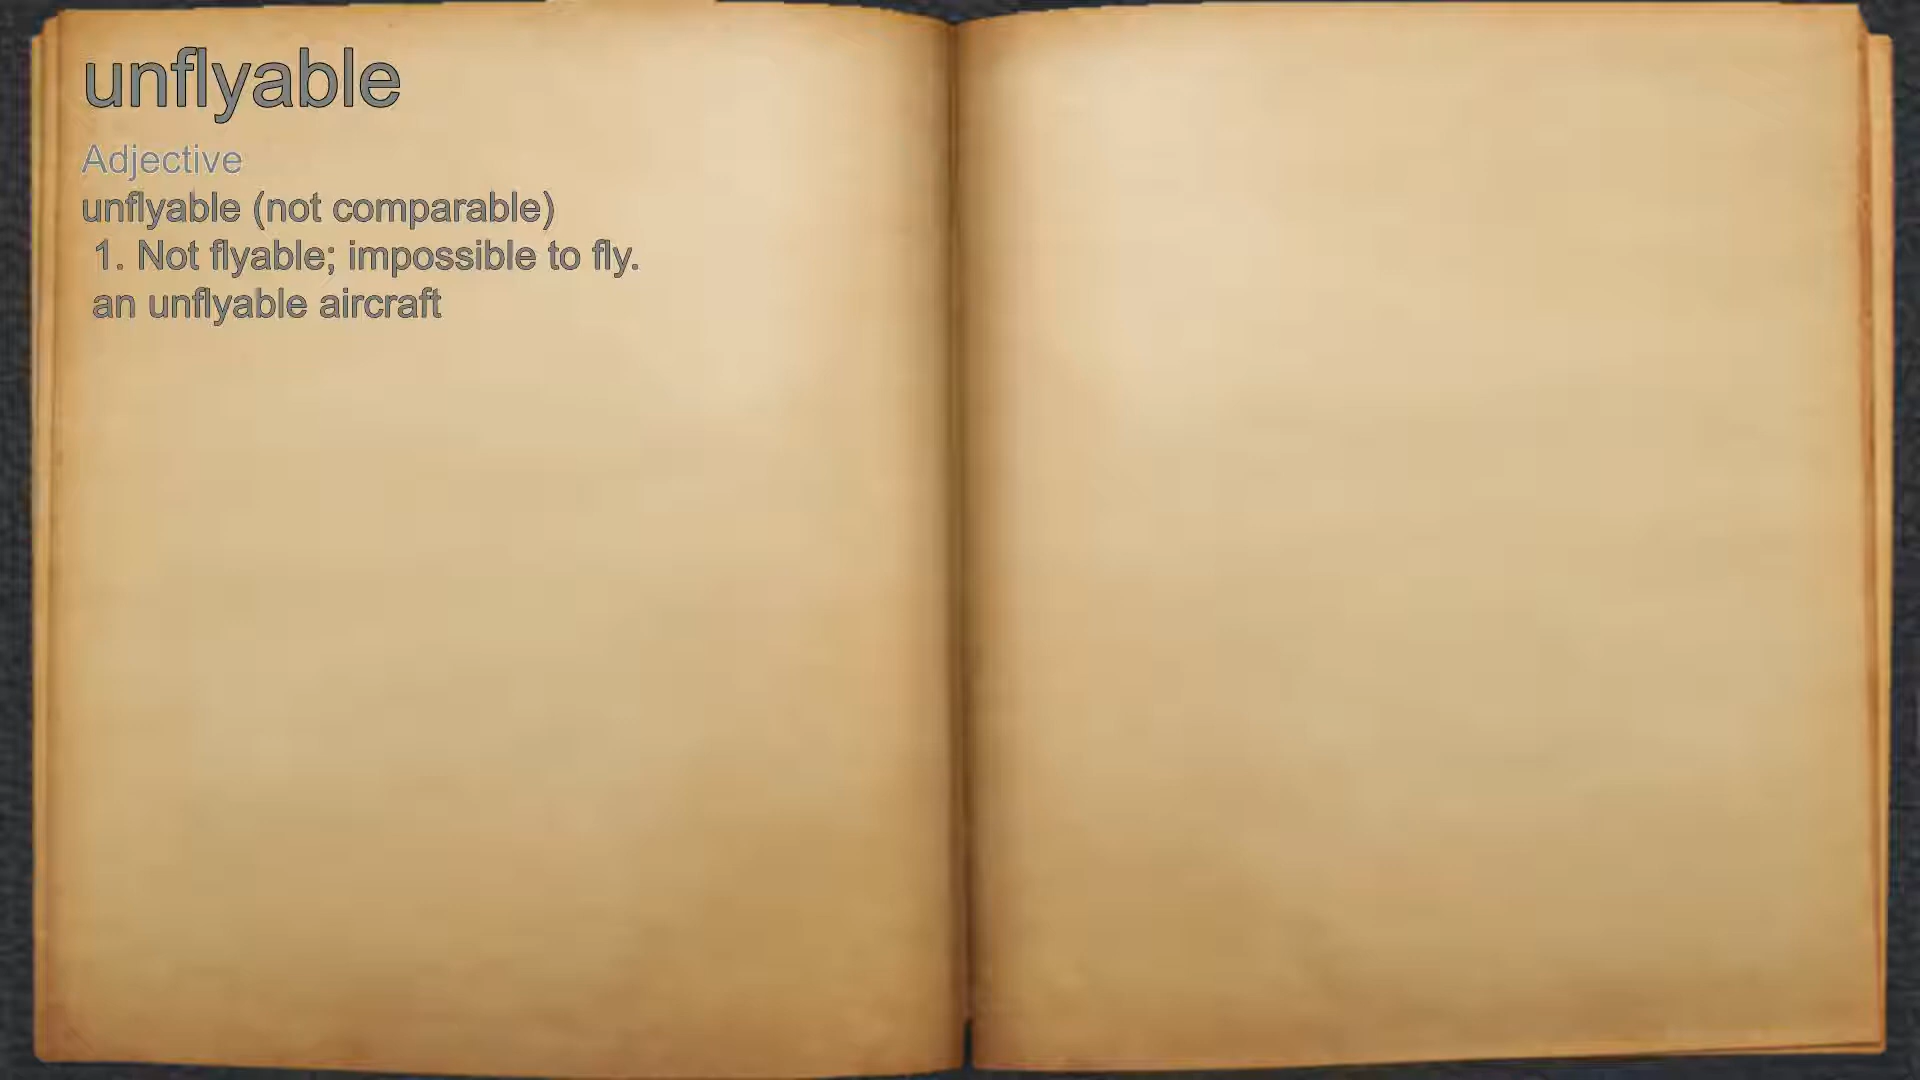 unflyable
Adjective
unflyable (not comparable)
1. Not flyable; impossible to fly.
an unflyable aircraft